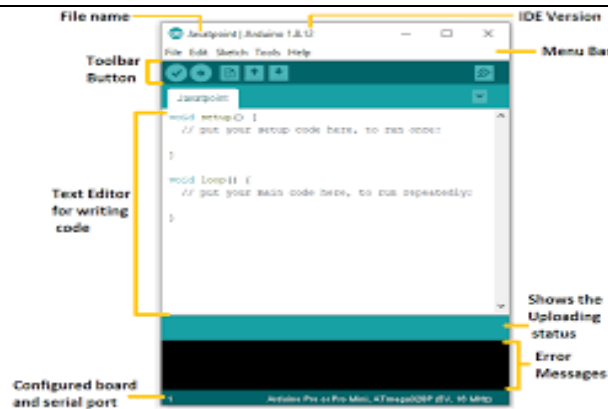 File name
IDE Version
Javatpoint | Arduino 1.8.12
File Edit Sketch Tools Help
Menu Bar
Toolbar
Button
Javatpoint
void setup() {
// put your setup code here, to run once:
}
void loop() {
// put your main code here, to run repeatedly:
}
Text Editor
for writing
code
Shows the
Uploading
status
Error
Messages
Configured board
and serial port
1
Arduino Pro or Pro Mini, ATmega328P (5V, 16 MHz)